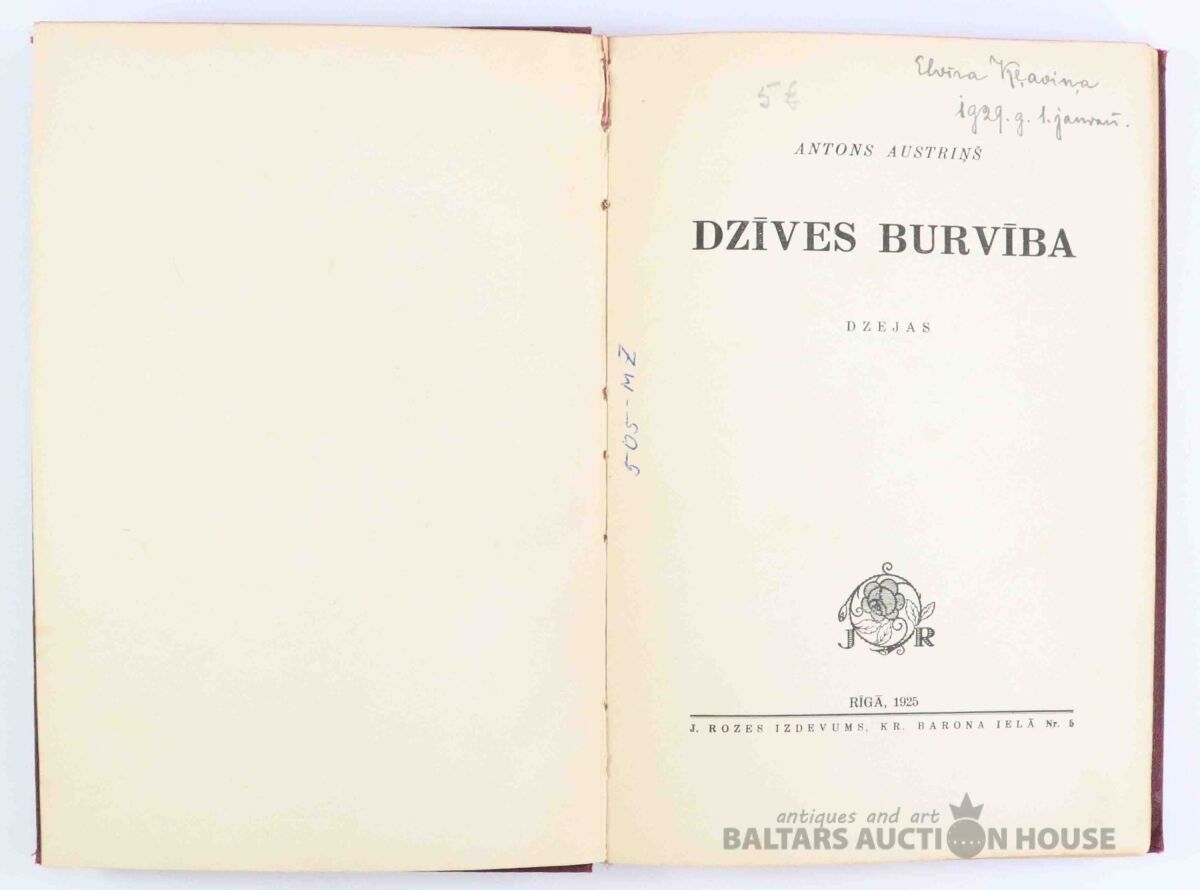 505-MZ
5 €
Elvira Kļaviņa
1929. g. 1. janvarī.
ANTONS AUSTRIŅŠ
DZĪVES BURVĪBA
DZEJAS
J R
RĪGĀ, 1925
J. ROZES IZDEVUMS, KR. BARONA IELĀ Nr. 5
antiques and art
BALTARS AUCTION HOUSE